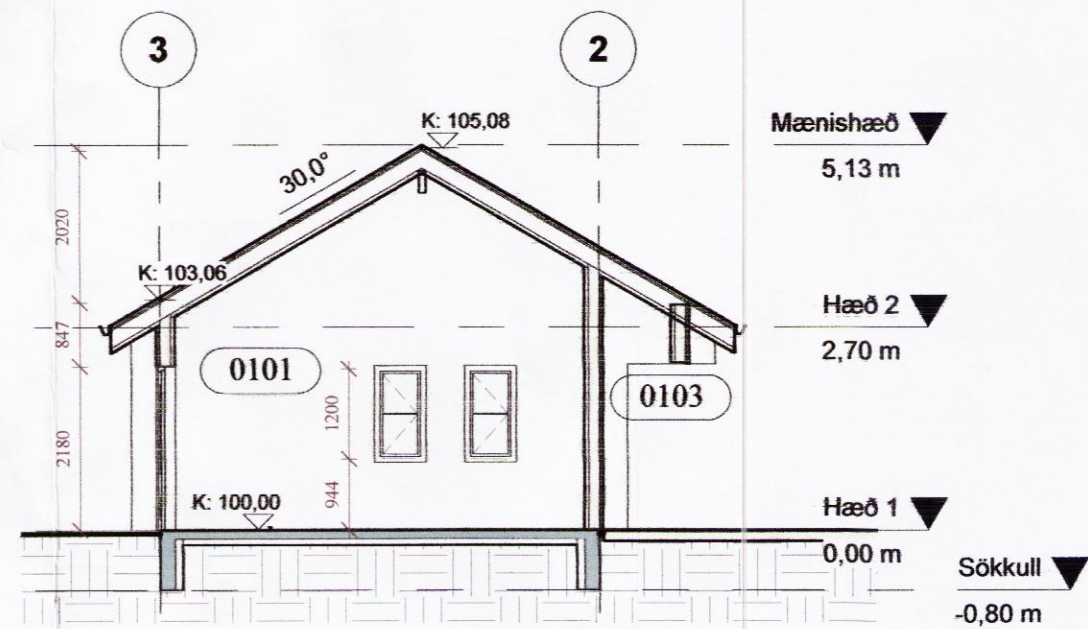 3
2
K: 105,08
Mænishæð
5,13 m
30,0°
2020
K: 103,06
Hæð 2
2,70 m
847
0101
0103
1200
2180
944
K: 100,00
Hæð 1
0,00 m
Sökkull
-0,80 m